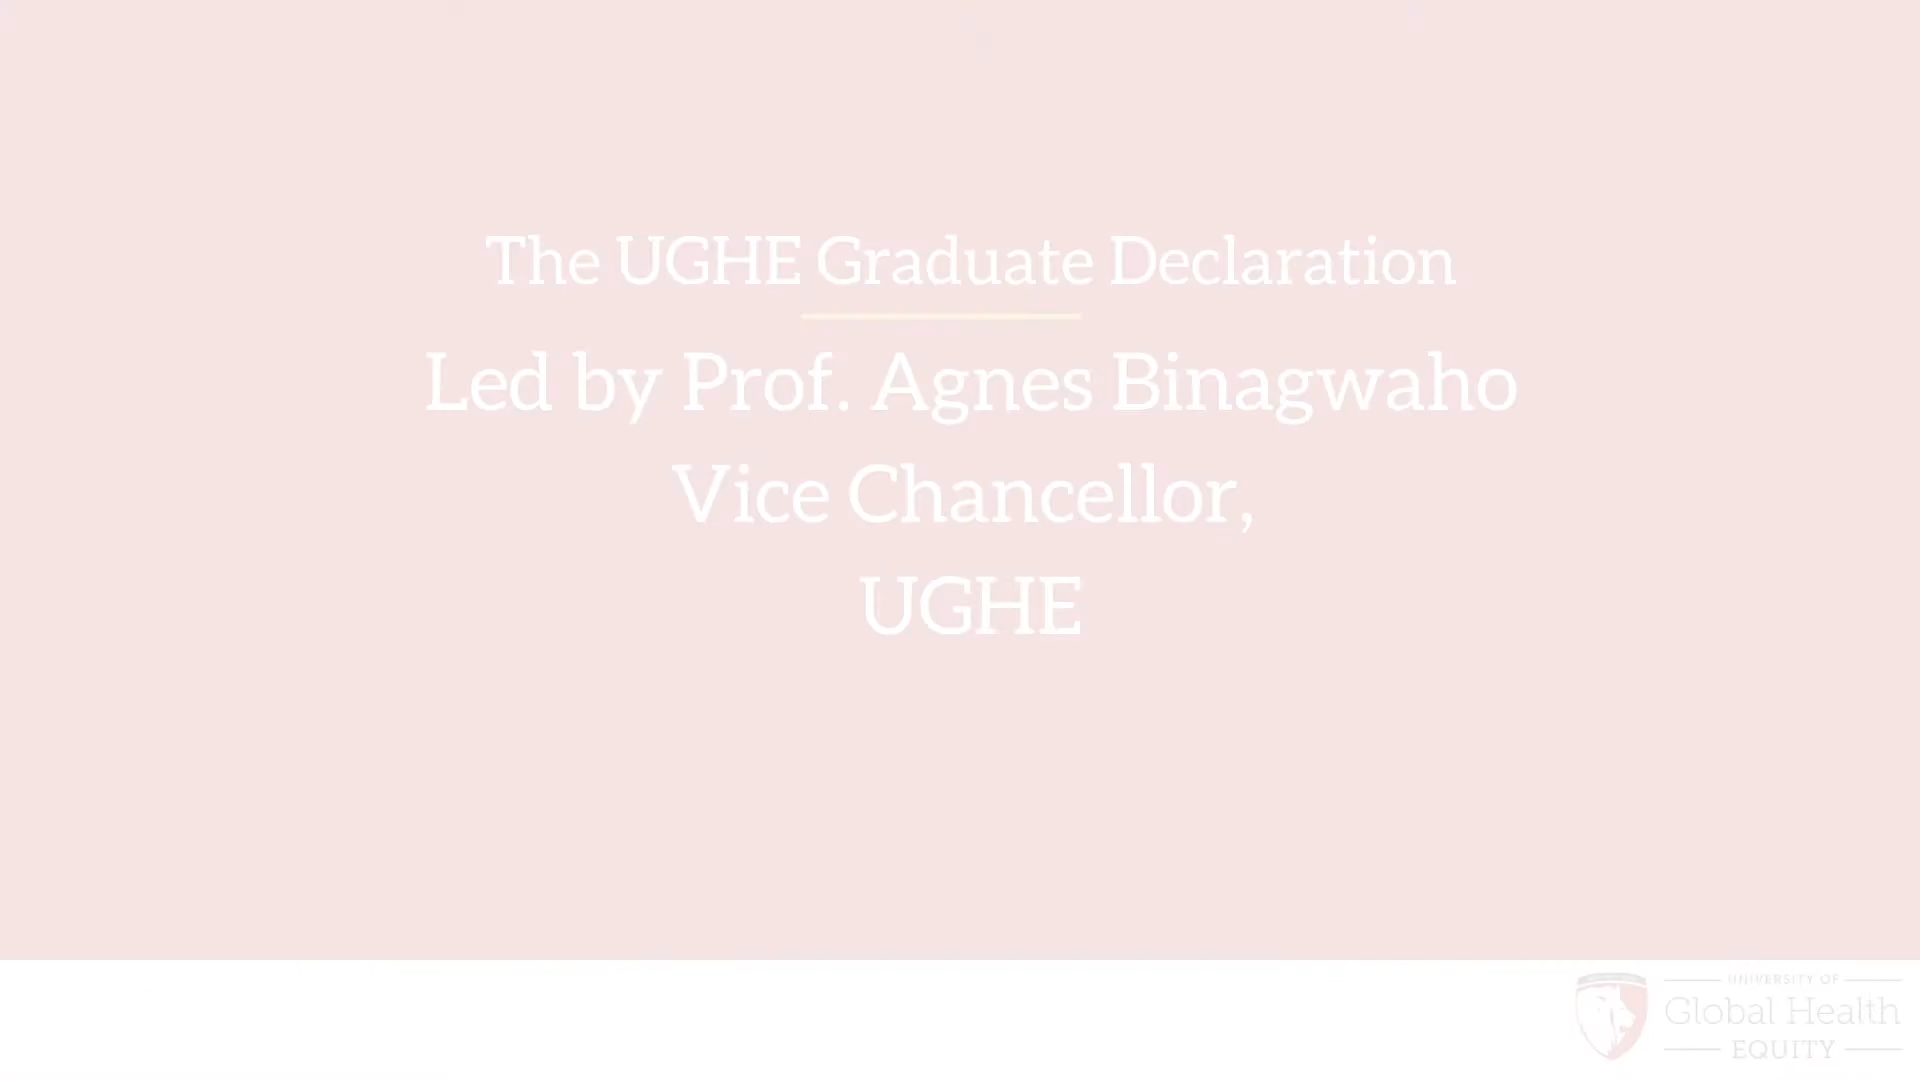 The UGHE Graduate Declaration
Led by Prof. Agnes Binagwaho
Vice Chancellor,
UGHE
UNIVERSITY OF
Global Health
EQUITY